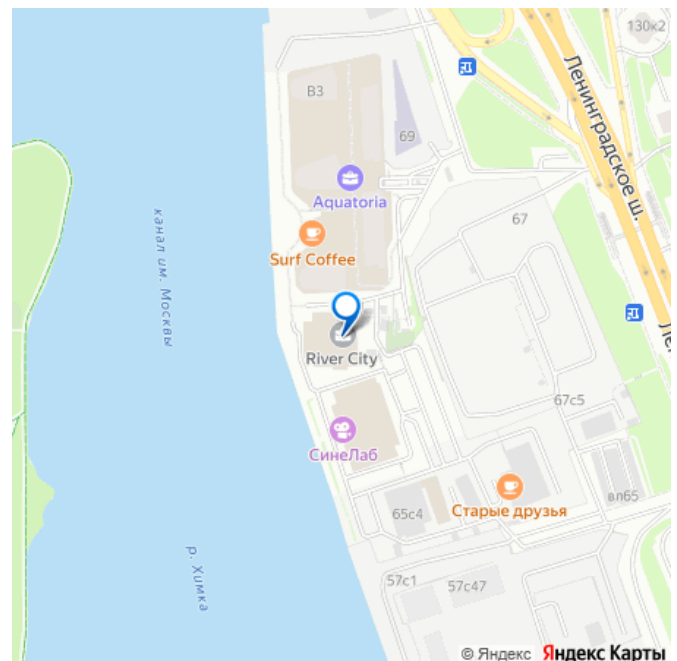 130к2
Ленинградское ш.
В3
69
Aquatoria
67
Surf Coffee
канал им. Москвы
River City
67с5
СинеЛаб
Старые друзья
вл65
65с4
57с1
57с47
р. Химка
© Яндекс Яндекс Карты